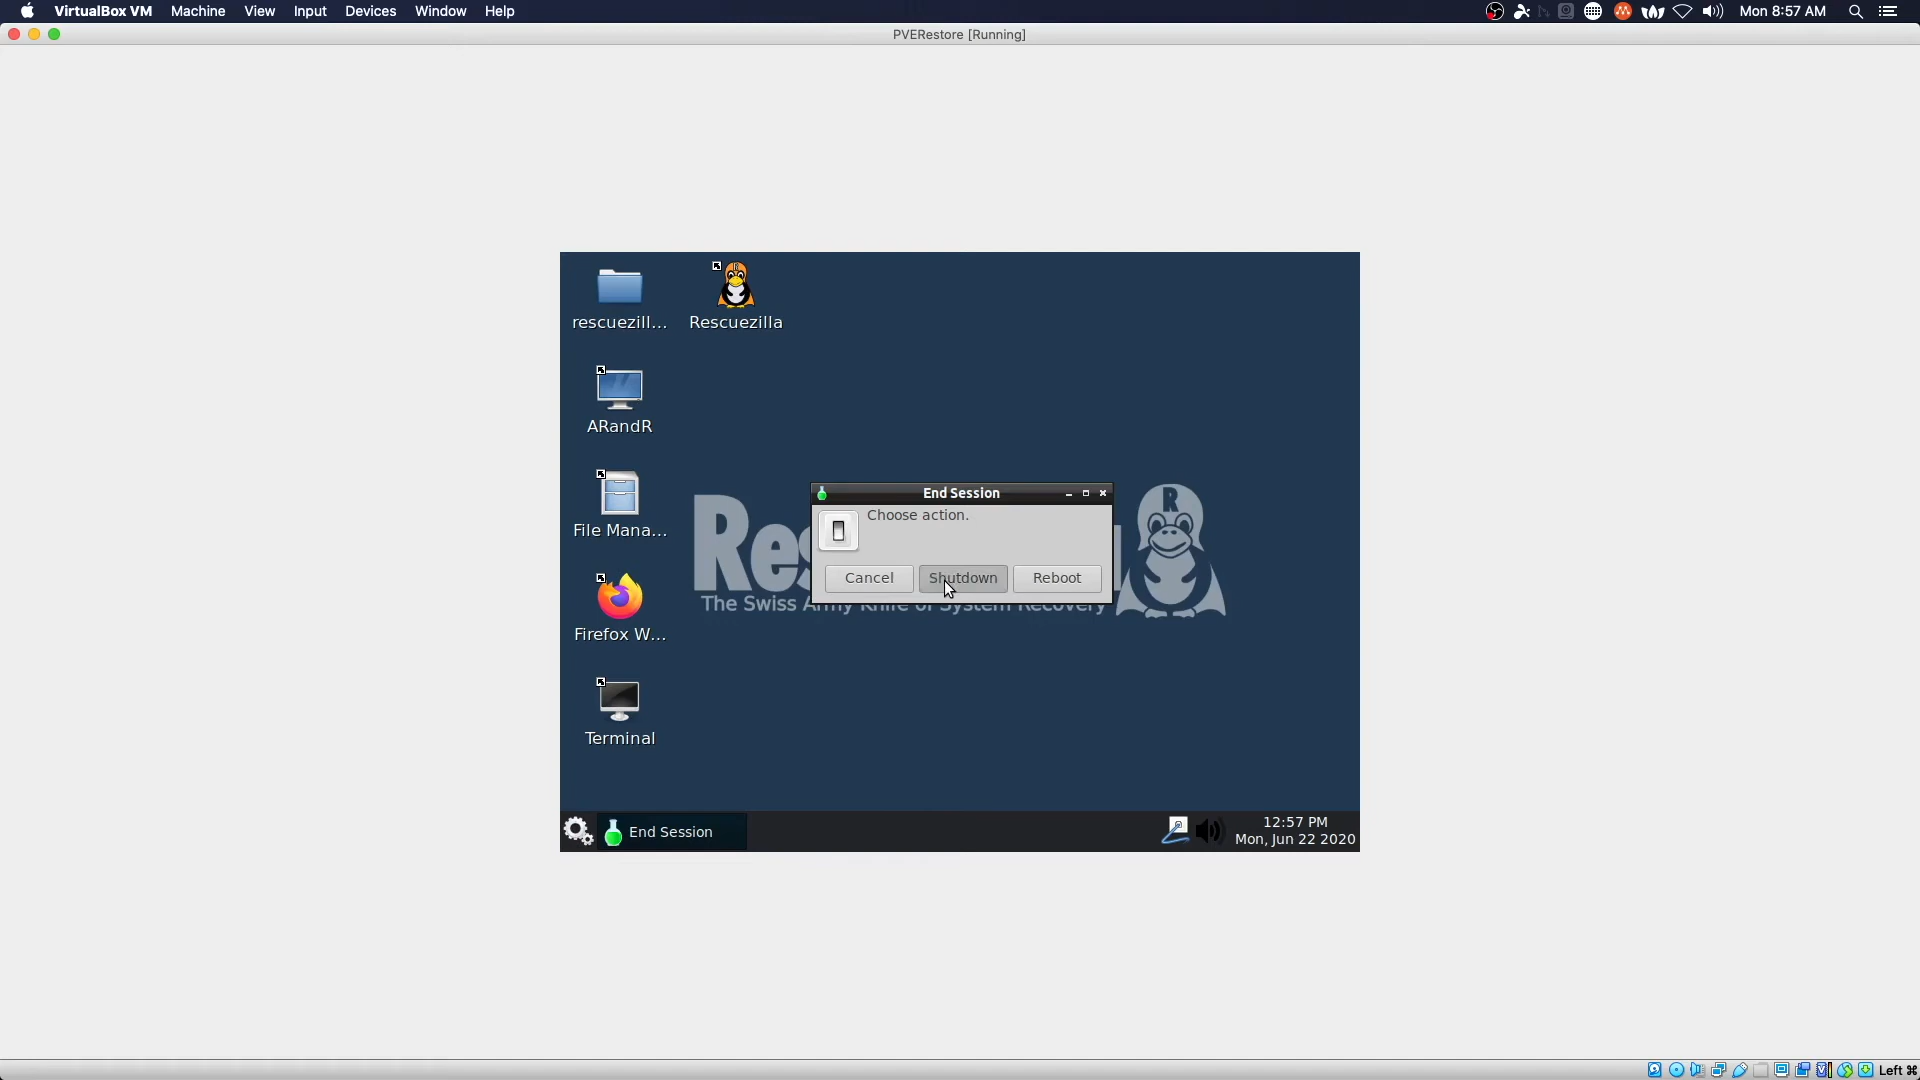 VirtualBox VM Machine View Input Devices Window Help Mon 8:57 AM
PVERestore [Running]
rescuezill... Rescuezilla
ARandR
File Mana...
Firefox W...
Terminal
End Session
Choose action.
Cancel Shutdown Reboot
Res
The Swiss Army Knife of System Recovery
R
End Session
12:57 PM
Mon, Jun 22 2020
Left ⌘